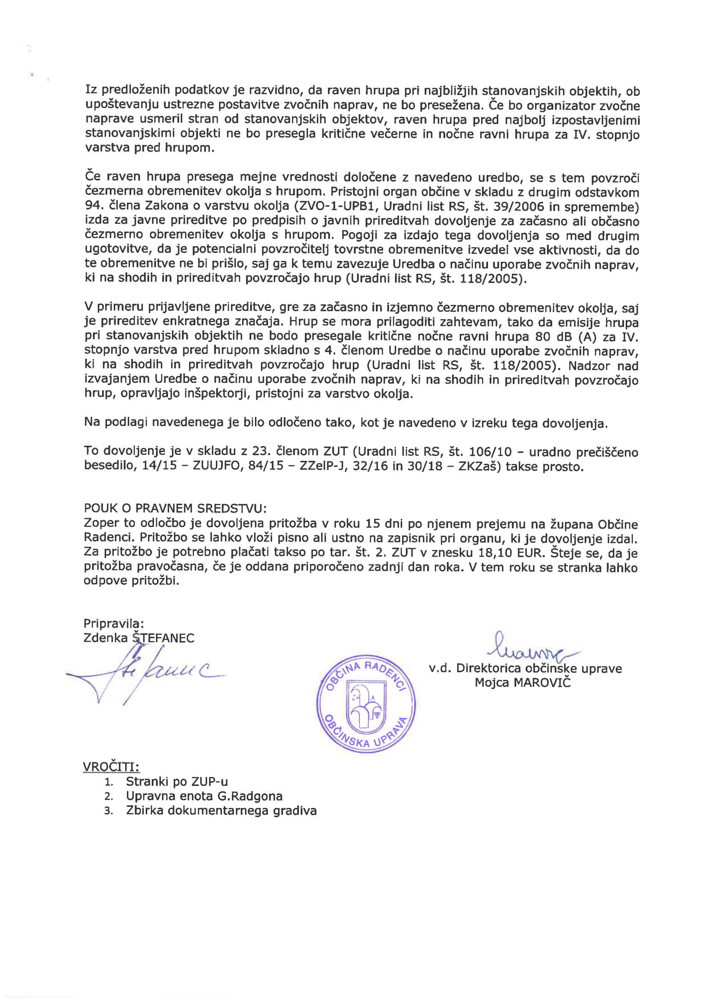 Iz predloženih podatkov je razvidno, da raven hrupa pri najbližjih stanovanjskih objektih, ob
upoštevanju ustrezne postavitve zvočnih naprav, ne bo presežena. Če bo organizator zvočne
naprave usmeril stran od stanovanjskih objektov, raven hrupa pred najbolj izpostavljenimi
stanovanjskimi objekti ne bo presegla kritične večerne in nočne ravni hrupa za IV. stopnjo
varstva pred hrupom.
Če raven hrupa presega mejne vrednosti določene z navedeno uredbo, se s tem povzroči
čezmerna obremenitev okolja s hrupom. Pristojni organ občine v skladu z drugim odstavkom
94. člena Zakona o varstvu okolja (ZVO-1-UPB1, Uradni list RS, št. 39/2006 in spremembe)
izda za javne prireditve po predpisih o javnih prireditvah dovoljenje za začasno ali občasno
čezmerno obremenitev okolja s hrupom. Pogoji za izdajo tega dovoljenja so med drugim
ugotovitve, da je potencialni povzročitelj tovrstne obremenitve izvedel vse aktivnosti, da do
te obremenitve ne bi prišlo, saj ga k temu zavezuje Uredba o načinu uporabe zvočnih naprav,
ki na shodih in prireditvah povzročajo hrup (Uradni list RS, št. 118/2005).
V primeru prijavljene prireditve, gre za začasno in izjemno čezmerno obremenitev okolja, saj
je prireditev enkratnega značaja. Hrup se mora prilagoditi zahtevam, tako da emisije hrupa
pri stanovanjskih objektih ne bodo presegale kritične nočne ravni hrupa 80 dB (A) za IV.
stopnjo varstva pred hrupom skladno s 4. členom Uredbe o načinu uporabe zvočnih naprav,
ki na shodih in prireditvah povzročajo hrup (Uradni list RS, št. 118/2005). Nadzor nad
izvajanjem Uredbe o načinu uporabe zvočnih naprav, ki na shodih in prireditvah povzročajo
hrup, opravljajo inšpektorji, pristojni za varstvo okolja.
Na podlagi navedenega je bilo odločeno tako, kot je navedeno v izreku tega dovoljenja.
To dovoljenje je v skladu z 23. členom ZUT (Uradni list RS, št. 106/10 – uradno prečiščeno
besedilo, 14/15 – ZUUJFO, 84/15 – ZZelP-J, 32/16 in 30/18 – ZKZaš) takse prosto.
POUK O PRAVNEM SREDSTVU:
Zoper to odločbo je dovoljena pritožba v roku 15 dni po njenem prejemu na župana Občine
Radenci. Pritožbo se lahko vloži pisno ali ustno na zapisnik pri organu, ki je dovoljenje izdal.
Za pritožbo je potrebno plačati takso po tar. št. 2. ZUT v znesku 18,10 EUR. Šteje se, da je
pritožba pravočasna, če je oddana priporočeno zadnji dan roka. V tem roku se stranka lahko
odpove pritožbi.
Pripravila:
Zdenka ŠTEFANEC
Štefanec
v.d. Direktorica občinske uprave
Mojca MAROVIČ
OBČINA RADENCI
OBČINSKA UPRAVA
VROČITI:
1. Stranki po ZUP-u
2. Upravna enota G.Radgona
3. Zbirka dokumentarnega gradiva